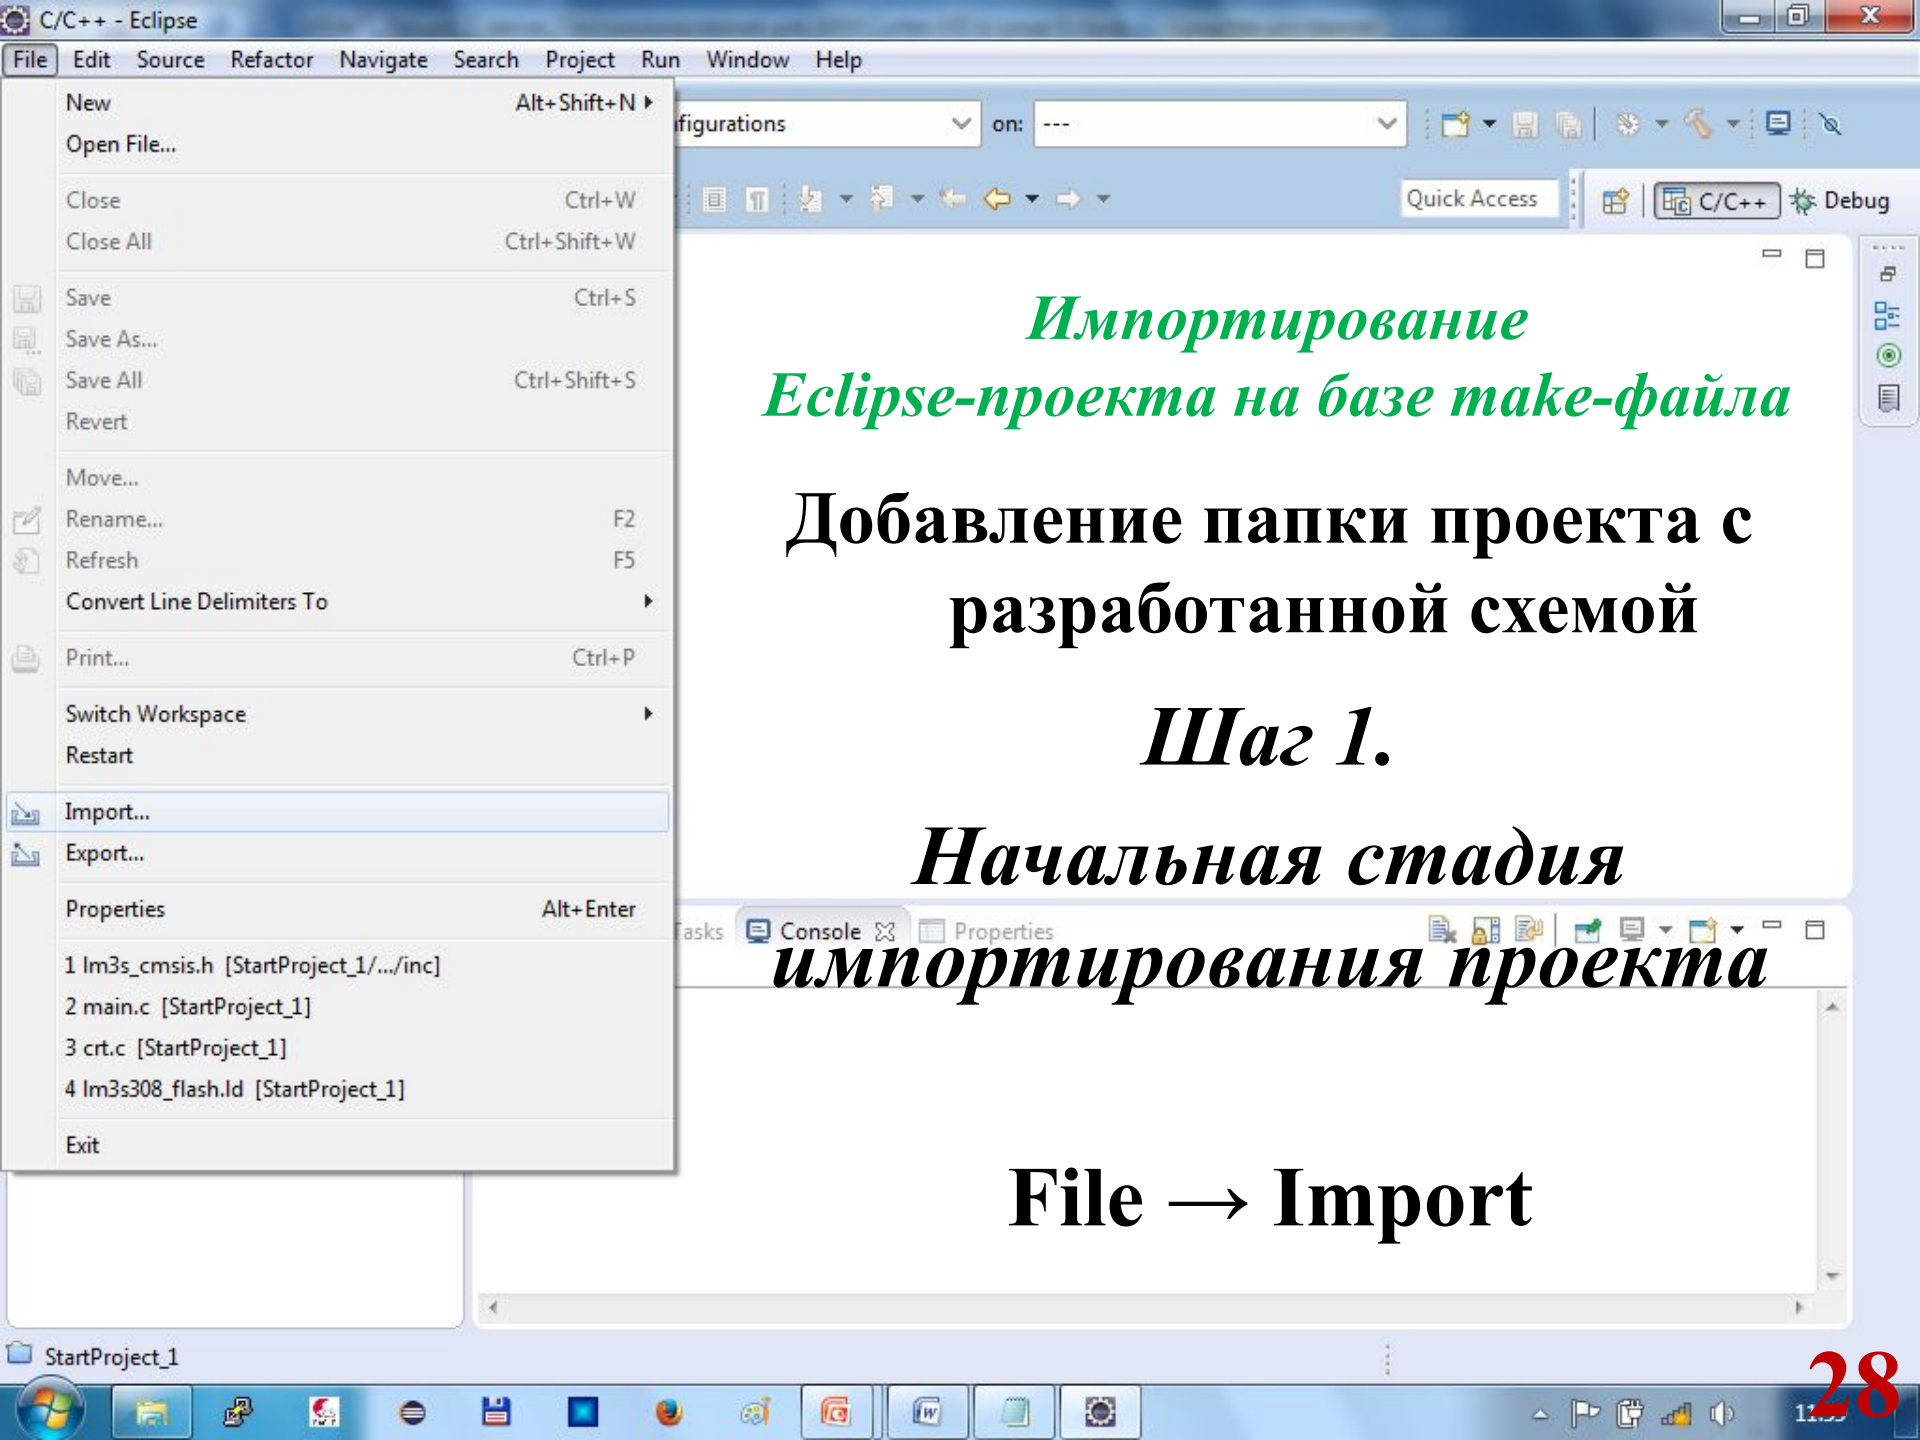 C/C++ - Eclipse
File Edit Source Refactor Navigate Search Project Run Window Help
New Alt+Shift+N
Open File...
Close Ctrl+W
Close All Ctrl+Shift+W
Save Ctrl+S
Save As...
Save All Ctrl+Shift+S
Revert
Move...
Rename... F2
Refresh F5
Convert Line Delimiters To
Print... Ctrl+P
Switch Workspace
Restart
Import...
Export...
Properties Alt+Enter
1 lm3s_cmsis.h [StartProject_1/.../inc]
2 main.c [StartProject_1]
3 crt.c [StartProject_1]
4 lm3s308_flash.ld [StartProject_1]
Exit
figurations on: ---
Quick Access C/C++ Debug
Импортирование
Eclipse-проекта на базе make-файла
Добавление папки проекта с
разработанной схемой
Шаг 1.
Начальная стадия
импортирования проекта
Tasks Console Properties
File → Import
StartProject_1
28